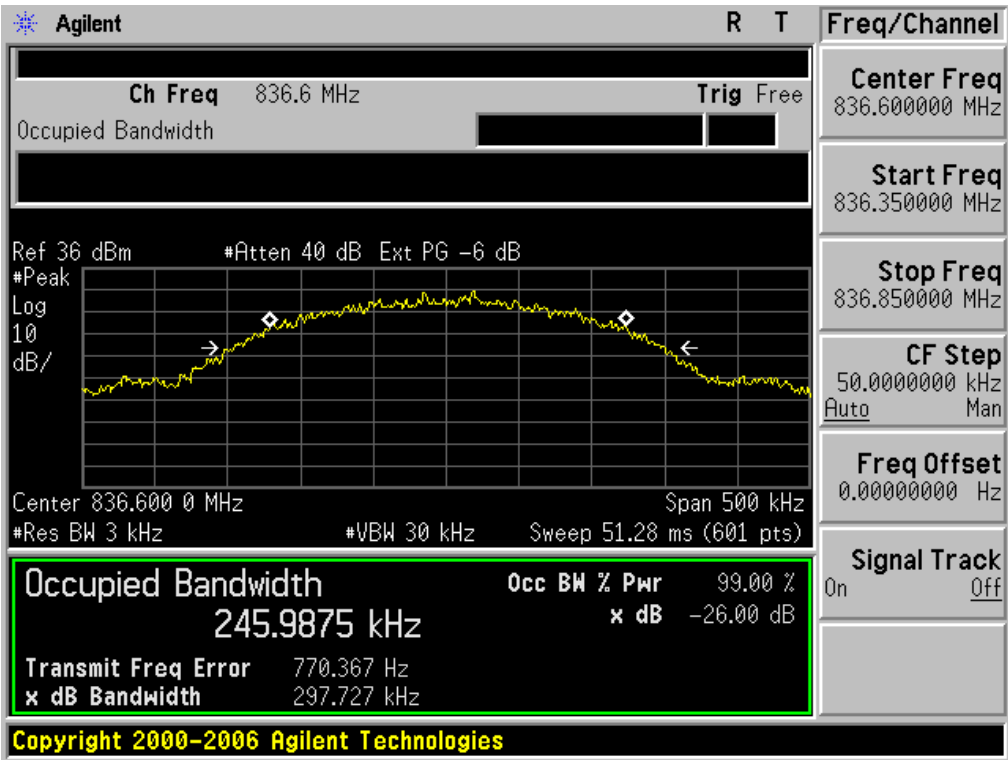 Agilent
R T
Freq/Channel
Ch Freq 836.6 MHz
Trig Free
Occupied Bandwidth
Center Freq
836.600000 MHz
Start Freq
836.350000 MHz
Stop Freq
836.850000 MHz
CF Step
50.0000000 kHz
Auto Man
Freq Offset
0.00000000 Hz
Signal Track
On Off
Ref 36 dBm #Atten 40 dB Ext PG -6 dB
#Peak
Log
10
dB/
Center 836.600 0 MHz
Span 500 kHz
#Res BW 3 kHz #VBW 30 kHz Sweep 51.28 ms (601 pts)
Occupied Bandwidth
245.9875 kHz
Occ BW % Pwr 99.00 %
x dB -26.00 dB
Transmit Freq Error 770.367 Hz
x dB Bandwidth 297.727 kHz
Copyright 2000-2006 Agilent Technologies